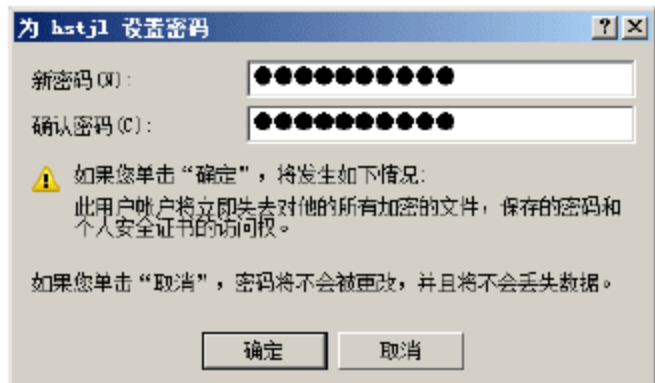 为 hstjl 设置密码
新密码(N):
●●●●●●●●●●
确认密码(C):
●●●●●●●●●●
如果您单击“确定”，将发生如下情况:
此用户帐户将立即失去对他的所有加密的文件，保存的密码和
个人安全证书的访问权。
如果您单击“取消”，密码将不会被更改，并且将不会丢失数据。
确定
取消